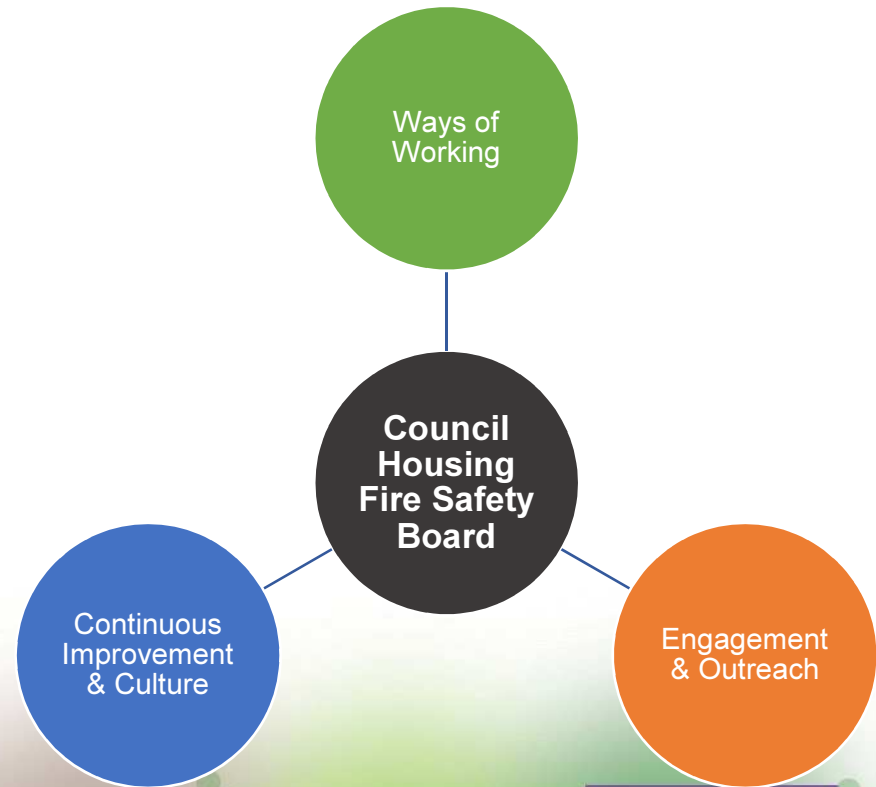 Ways of
Working
Council
Housing
Fire Safety
Board
Continuous
Improvement
& Culture
Engagement
& Outreach